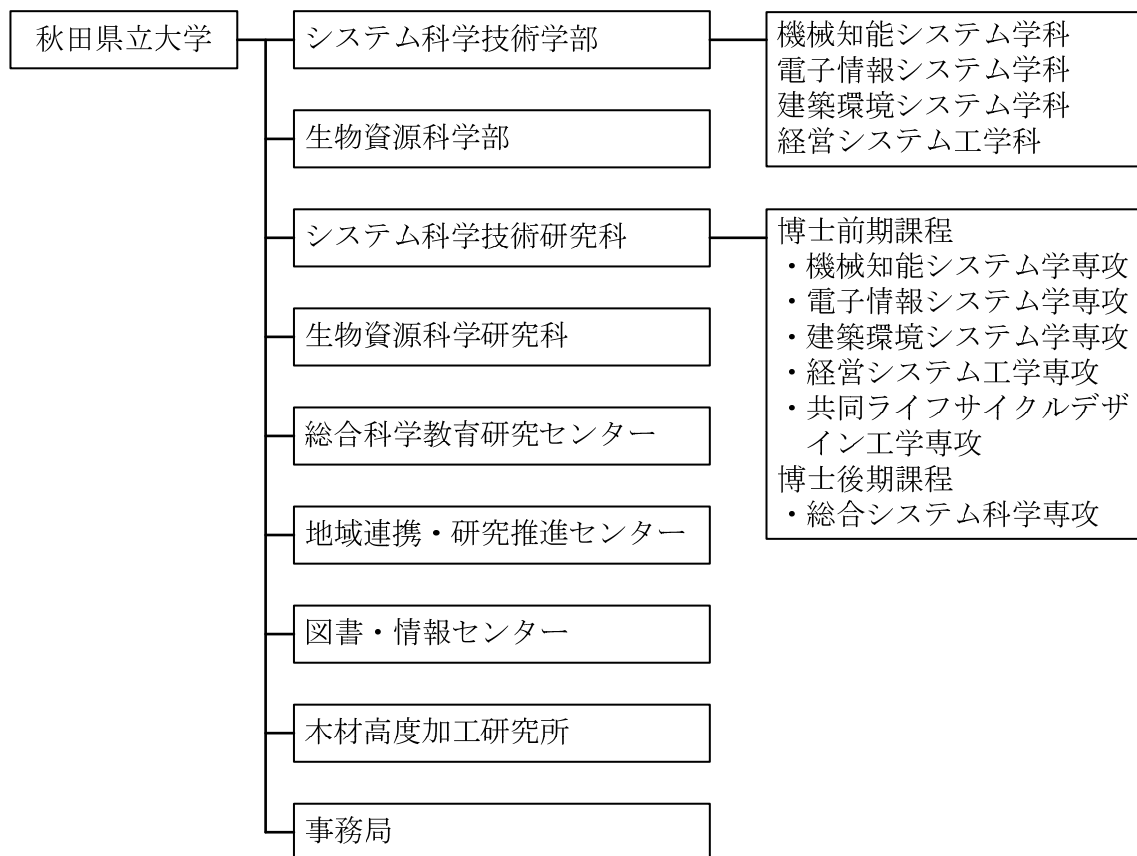 秋田県立大学
システム科学技術学部
機械知能システム学科
電子情報システム学科
建築環境システム学科
経営システム工学科
生物資源科学部
システム科学技術研究科
博士前期課程
・機械知能システム学専攻
・電子情報システム学専攻
・建築環境システム学専攻
・経営システム工学専攻
・共同ライフサイクルデザ
イン工学専攻
博士後期課程
・総合システム科学専攻
生物資源科学研究科
総合科学教育研究センター
地域連携・研究推進センター
図書・情報センター
木材高度加工研究所
事務局